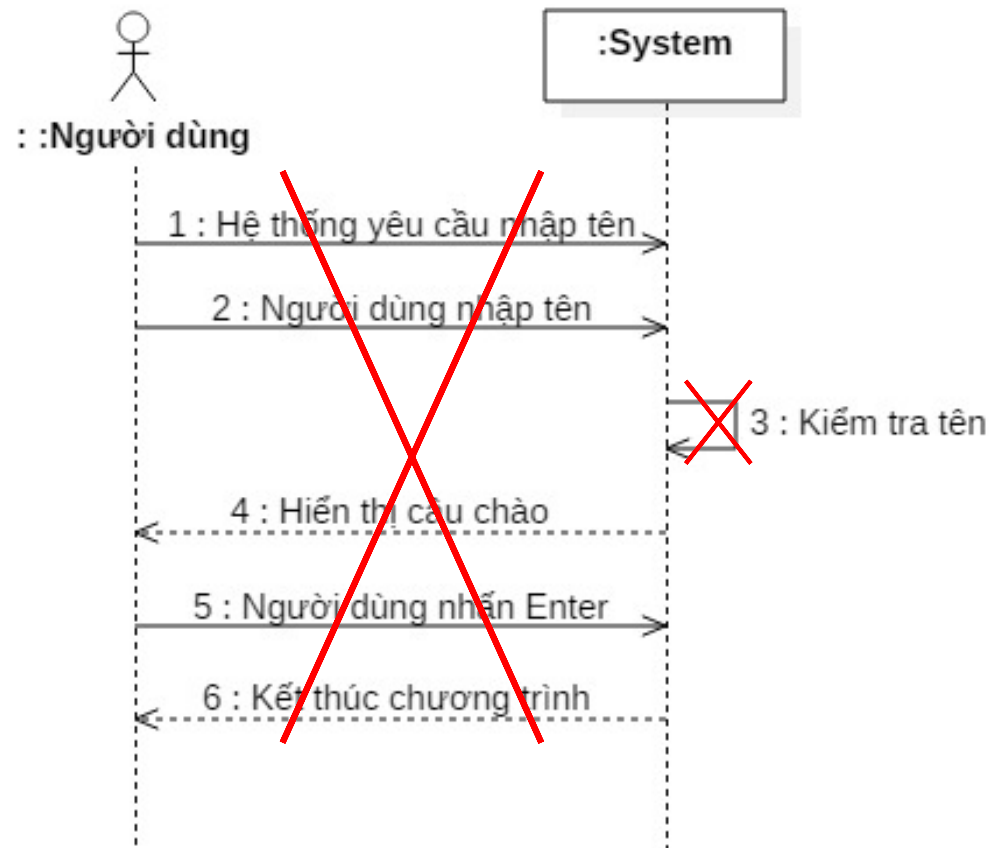 :System
: :Người dùng
1 : Hệ thống yêu cầu nhập tên
2 : Người dùng nhập tên
3 : Kiểm tra tên
4 : Hiển thị câu chào
5 : Người dùng nhấn Enter
6 : Kết thúc chương trình